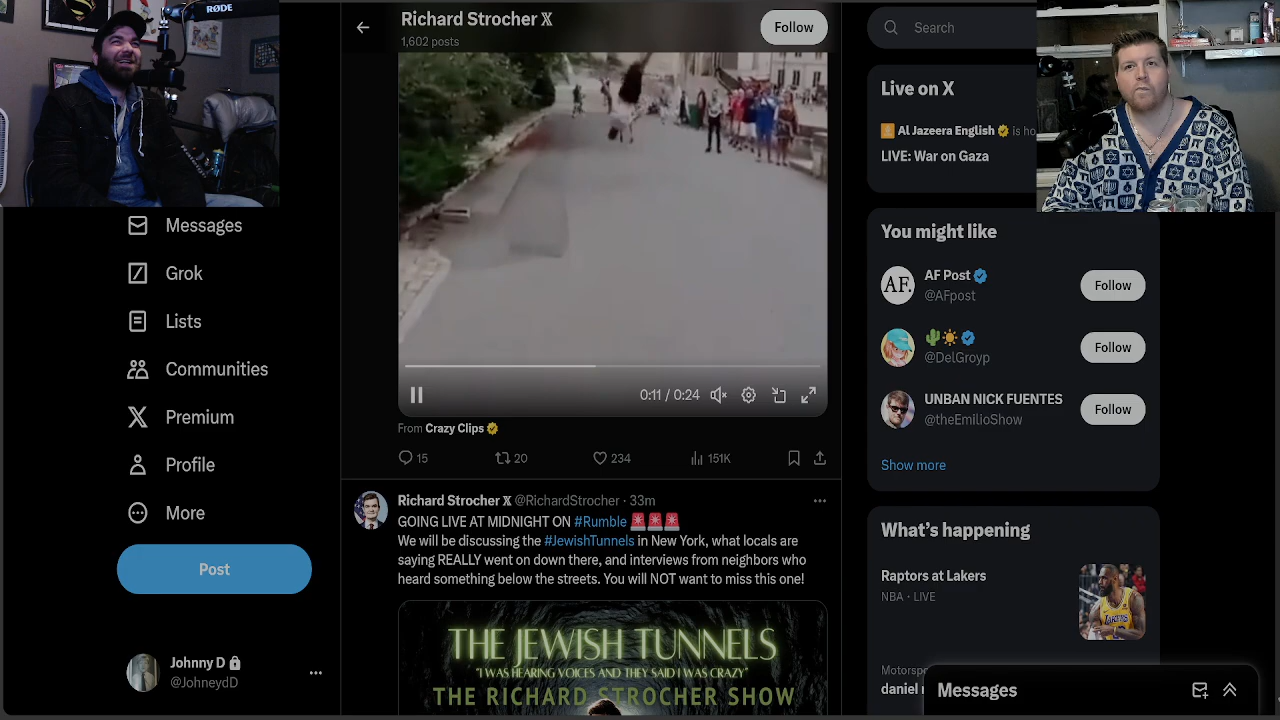 RØDE
Richard Strocher 𝕏
1,602 posts
Follow
Search
Live on X
Al Jazeera English is ho
LIVE: War on Gaza
Messages
Grok
Lists
Communities
Premium
Profile
More
Post
Johnny D
@JohneydD
0:11 / 0:24
From Crazy Clips
15
20
234
151K
Richard Strocher 𝕏 @RichardStrocher · 33m
GOING LIVE AT MIDNIGHT ON #Rumble 🚨🚨🚨
We will be discussing the #JewishTunnels in New York, what locals are
saying REALLY went on down there, and interviews from neighbors who
heard something below the streets. You will NOT want to miss this one!
THE JEWISH TUNNELS
"I WAS HEARING VOICES AND THEY SAID I WAS CRAZY"
THE RICHARD STROCHER SHOW
You might like
AF.
AF Post
@AFpost
Follow
🌵☀️
@DelGroyp
Follow
UNBAN NICK FUENTES
@theEmilioShow
Follow
Show more
What's happening
Raptors at Lakers
NBA · LIVE
Motorsp
daniel r
Messages